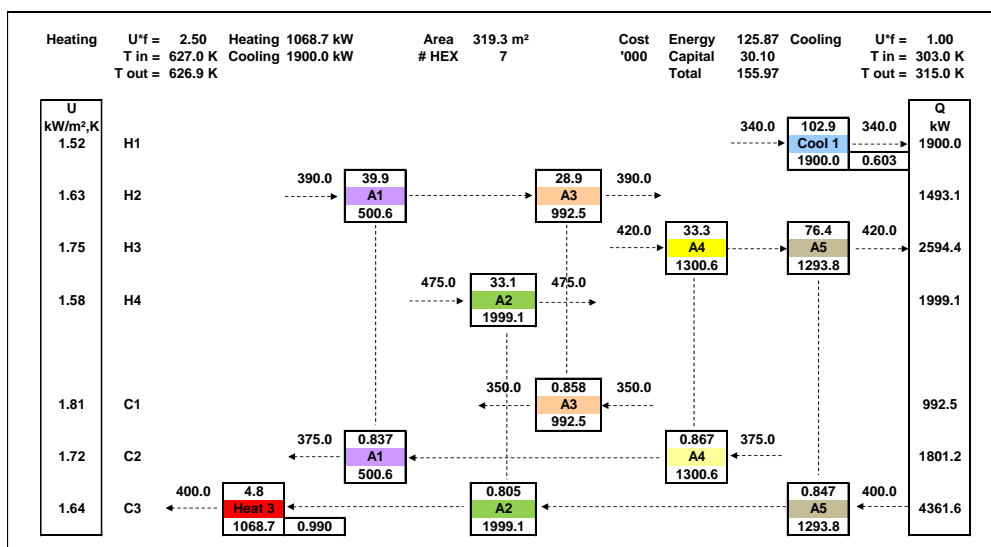 Heating U*f = 2.50 Heating 1068.7 kW Area 319.3 m² Cost Energy 125.87 Cooling U*f = 1.00
T in = 627.0 K Cooling 1900.0 kW # HEX 7 '000 Capital 30.10 T in = 303.0 K
T out = 626.9 K Total 155.97 T out = 315.0 K
U Q
kW/m²,K 340.0 102.9 340.0 kW
1.52 H1 Cool 1 1900.0
1900.0 0.603
390.0 39.9 28.9 390.0
1.63 H2 A1 A3 1493.1
500.6 992.5
420.0 33.3 76.4 420.0
1.75 H3 A4 A5 2594.4
1300.6 1293.8
475.0 33.1 475.0
1.58 H4 A2 1999.1
1999.1
350.0 0.858 350.0
1.81 C1 A3 992.5
992.5
375.0 0.837 0.867 375.0
1.72 C2 A1 A4 1801.2
500.6 1300.6
400.0 4.8 0.805 0.847 400.0
1.64 C3 Heat 3 A2 A5 4361.6
1068.7 0.990 1999.1 1293.8